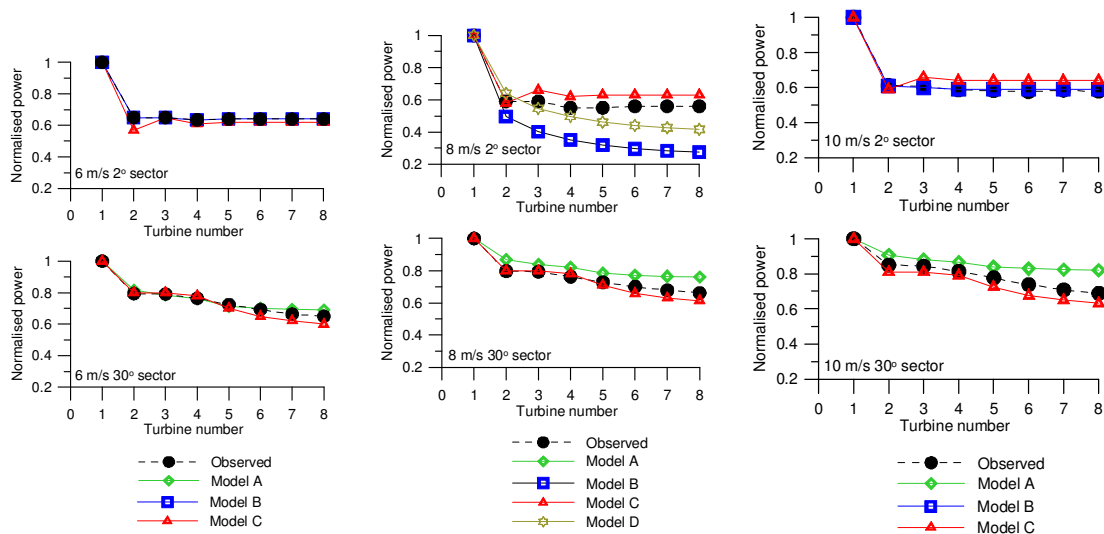 Normalised power
1
0.8
0.6
0.4
0.2
6 m/s 2º sector
0 1 2 3 4 5 6 7 8
Turbine number
Normalised power
1
0.8
0.6
0.4
0.2
8 m/s 2º sector
0 1 2 3 4 5 6 7 8
Turbine number
Normalised power
1
0.8
0.6
0.4
0.2
10 m/s 2º sector
0 1 2 3 4 5 6 7 8
Turbine number
Normalised power
1
0.8
0.6
0.4
0.2
6 m/s 30º sector
0 1 2 3 4 5 6 7 8
Turbine number
Normalised power
1
0.8
0.6
0.4
0.2
8 m/s 30º sector
0 1 2 3 4 5 6 7 8
Turbine number
Normalised power
1
0.8
0.6
0.4
0.2
10 m/s 30º sector
0 1 2 3 4 5 6 7 8
Turbine number
Observed
Model A
Model B
Model C
Observed
Model A
Model B
Model C
Model D
Observed
Model A
Model B
Model C